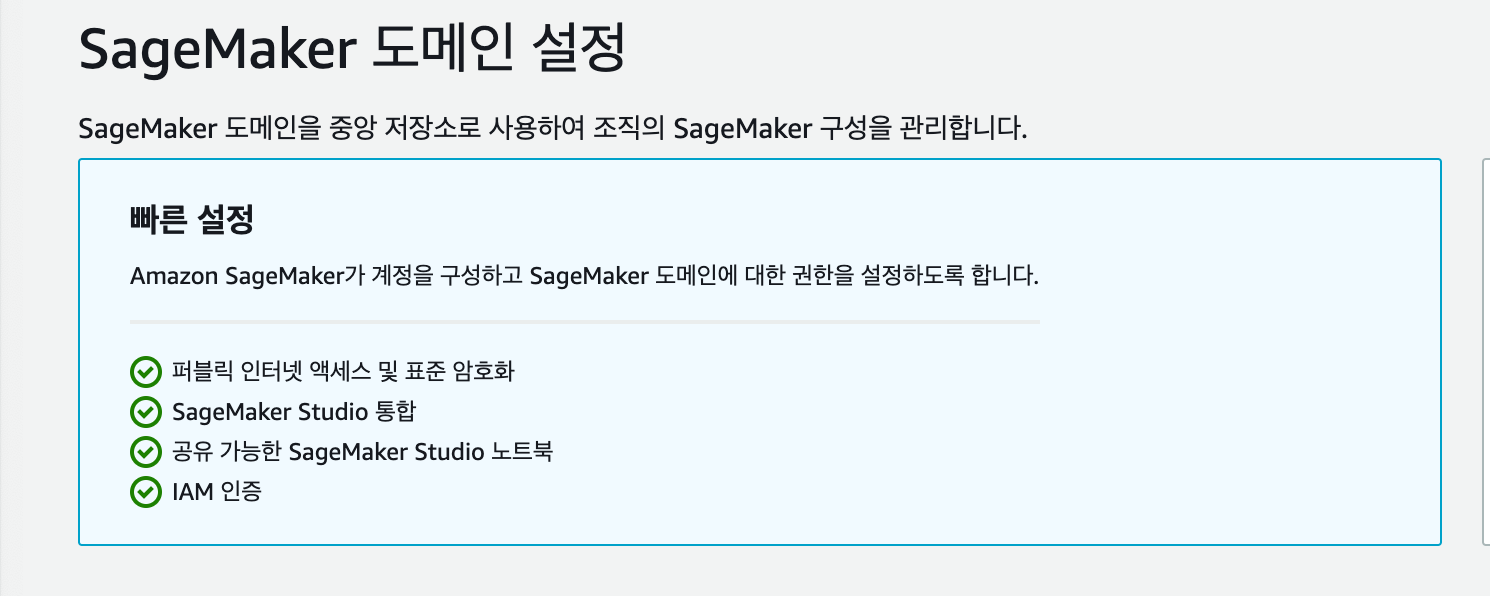 SageMaker 도메인 설정
SageMaker 도메인을 중앙 저장소로 사용하여 조직의 SageMaker 구성을 관리합니다.
빠른 설정
Amazon SageMaker가 계정을 구성하고 SageMaker 도메인에 대한 권한을 설정하도록 합니다.
퍼블릭 인터넷 액세스 및 표준 암호화
SageMaker Studio 통합
공유 가능한 SageMaker Studio 노트북
IAM 인증